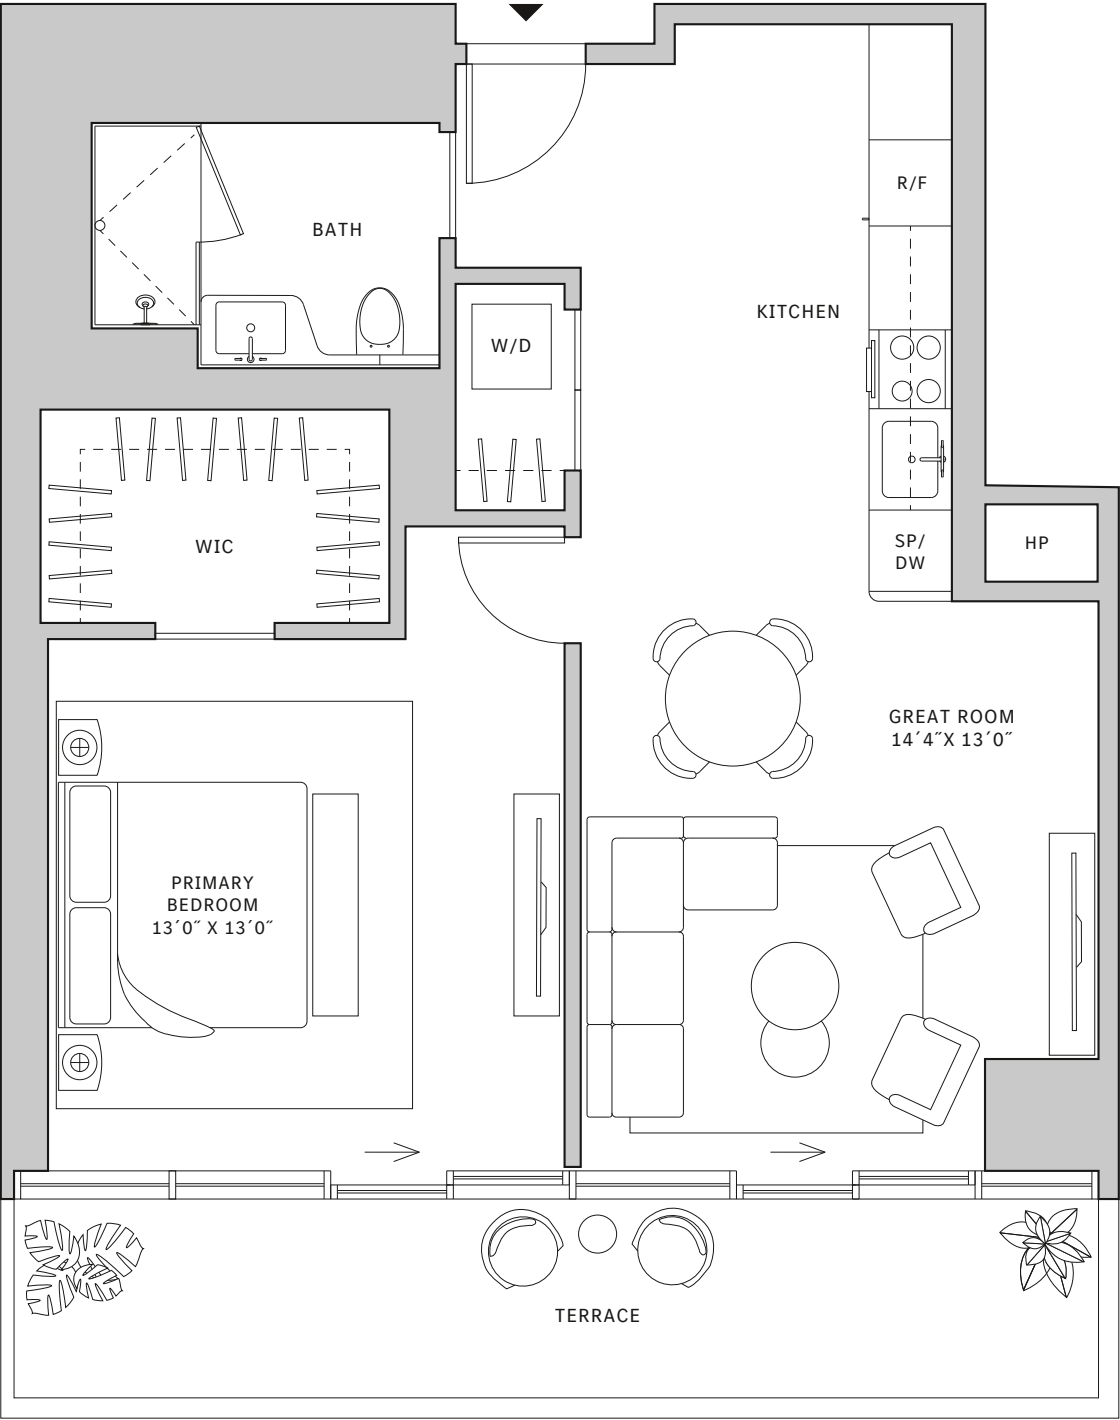 R/F
BATH
KITCHEN
W/D
SP/
DW
HP
WIC
GREAT ROOM
14´4˝X 13´0˝
PRIMARY
BEDROOM
13´0˝ X 13´0˝
TERRACE